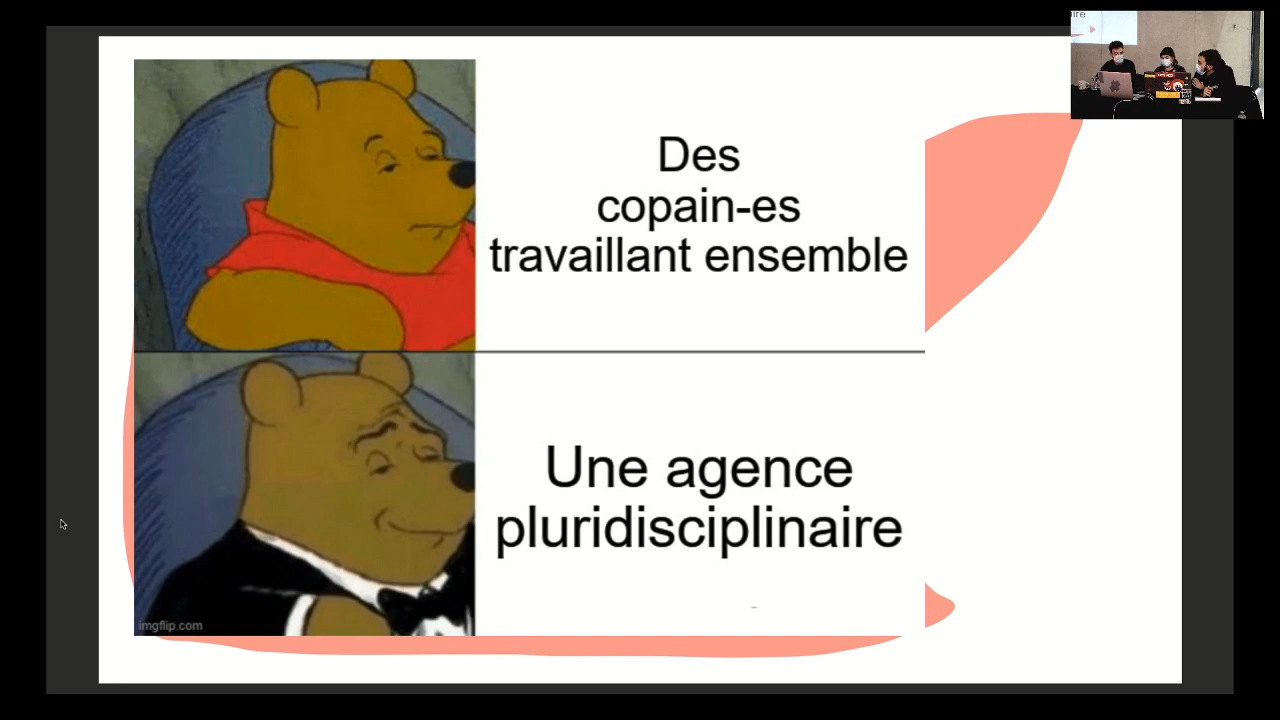 Des
copain-es
travaillant ensemble
Une agence
pluridisciplinaire
imgflip.com